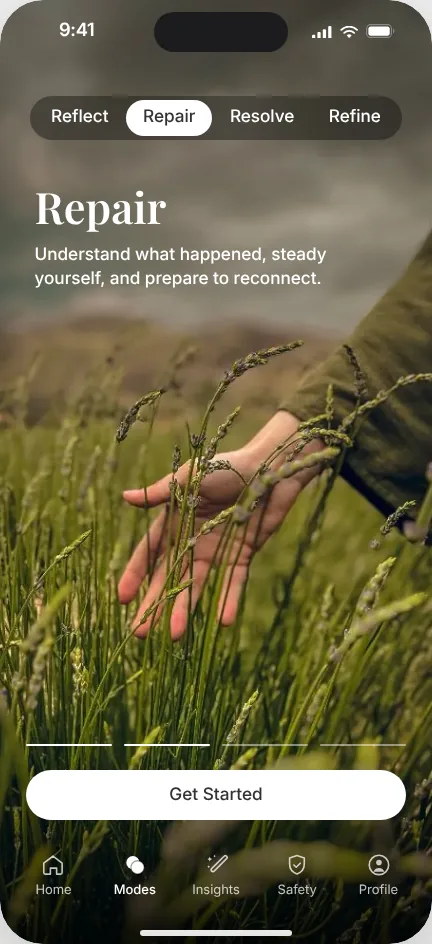 9:41
Reflect
Repair
Resolve
Refine
Repair
Understand what happened, steady
yourself, and prepare to reconnect.
Get Started
Home
Modes
Insights
Safety
Profile